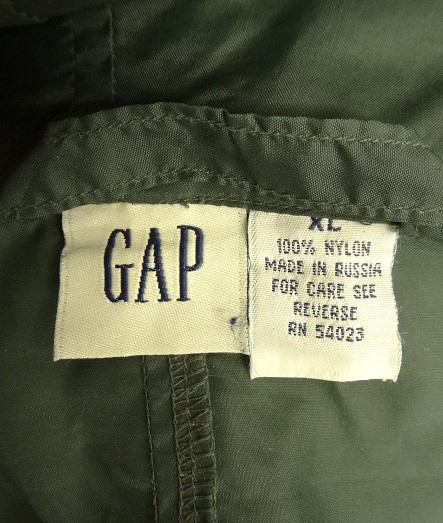 GAP
XL
100% NYLON
MADE IN RUSSIA
FOR CARE SEE
REVERSE
RN 54023